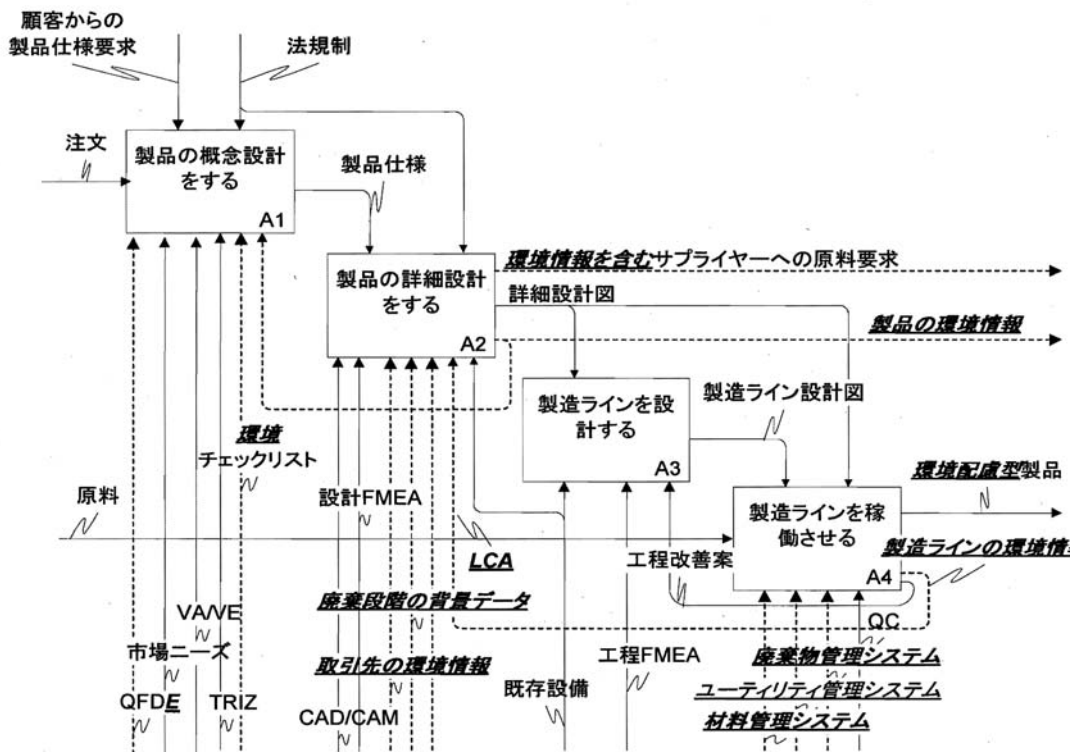 顧客からの
製品仕様要求
法規制
注文
製品の概念設計
をする
A1
製品仕様
製品の詳細設計
をする
A2
環境情報を含むサプライヤーへの原料要求
詳細設計図
製品の環境情報
製造ラインを設
計する
A3
製造ライン設計図
環境
チェックリスト
原料
設計FMEA
LCA
環境配慮型製品
製造ラインを稼
働させる
A4
製造ラインの環境情
工程改善案
廃棄段階の背景データ
VA/VE
市場ニーズ
QFDE
TRIZ
取引先の環境情報
CAD/CAM
既存設備
工程FMEA
QC
廃棄物管理システム
ユーティリティ管理システム
材料管理システム